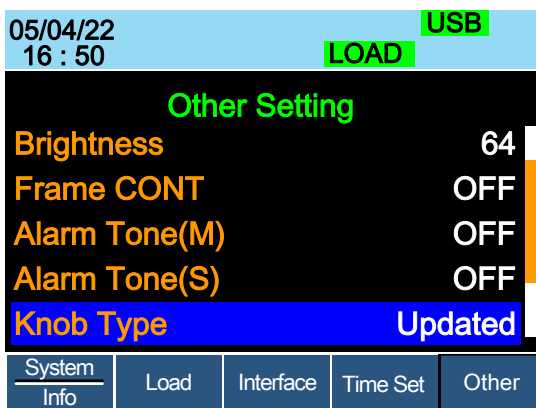 05/04/22 USB
16 : 50 LOAD
Other Setting
Brightness 64
Frame CONT OFF
Alarm Tone(M) OFF
Alarm Tone(S) OFF
Knob Type Updated
System Info Load Interface Time Set Other